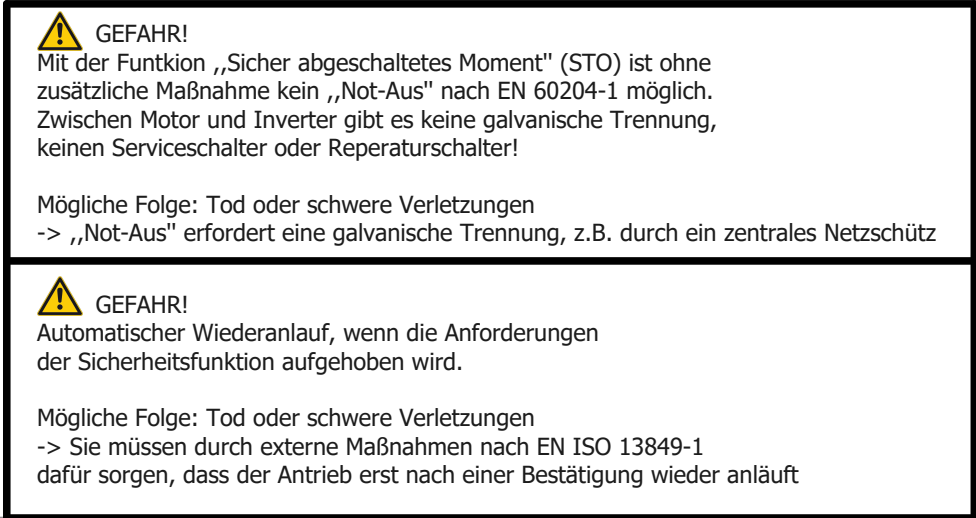 GEFAHR!
Mit der Funtkion ,,Sicher abgeschaltetes Moment'' (STO) ist ohne
zusätzliche Maßnahme kein ,,Not-Aus'' nach EN 60204-1 möglich.
Zwischen Motor und Inverter gibt es keine galvanische Trennung,
keinen Serviceschalter oder Reperaturschalter!
Mögliche Folge: Tod oder schwere Verletzungen
-> ,,Not-Aus'' erfordert eine galvanische Trennung, z.B. durch ein zentrales Netzschütz
GEFAHR!
Automatischer Wiederanlauf, wenn die Anforderungen
der Sicherheitsfunktion aufgehoben wird.
Mögliche Folge: Tod oder schwere Verletzungen
-> Sie müssen durch externe Maßnahmen nach EN ISO 13849-1
dafür sorgen, dass der Antrieb erst nach einer Bestätigung wieder anläuft